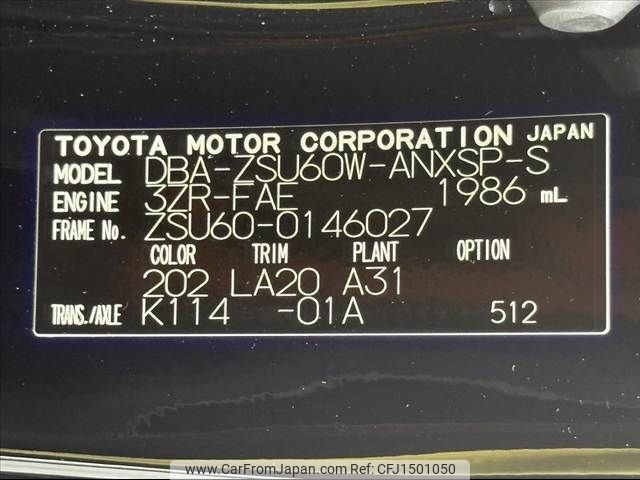 TOYOTA MOTOR CORPORATION JAPAN
MODEL DBA-ZSU60W-ANXSP-S
ENGINE 3ZR-FAE 1986 mL
FRAME No. ZSU60-0146027
COLOR TRIM PLANT OPTION
202 LA20 A31
TRANS./AXLE K114 -01A 512
www.CarFromJapan.com CFJ1501050